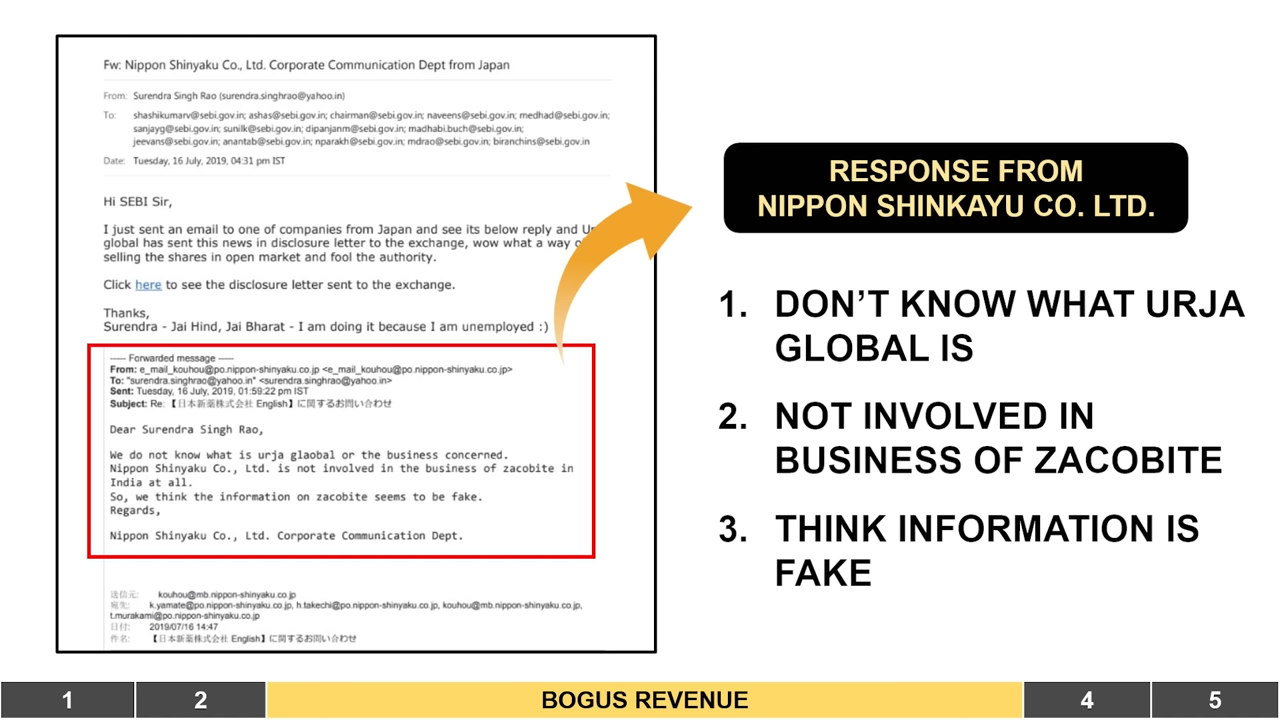 Fw: Nippon Shinyaku Co., Ltd. Corporate Communication Dept from Japan
From: Surendra Singh Rao (surendra.singhrao@yahoo.in)
To: shashikumarv@sebi.gov.in; ashas@sebi.gov.in; chairman@sebi.gov.in; naveens@sebi.gov.in; medhad@sebi.gov.in;
sanjayg@sebi.gov.in; sunilk@sebi.gov.in; dipanjanm@sebi.gov.in; madhabi.buch@sebi.gov.in;
jeevans@sebi.gov.in; anantab@sebi.gov.in; nparakh@sebi.gov.in; mdrao@sebi.gov.in; biranchins@sebi.gov.in
Date: Tuesday, 16 July, 2019, 04:31 pm IST
Hi SEBI Sir,
I just sent an email to one of companies from Japan and see its below reply and
global has sent this news in disclosure letter to the exchange, wow what a way
selling the shares in open market and fool the authority.
Click here to see the disclosure letter sent to the exchange.
Thanks,
Surendra - Jai Hind, Jai Bharat - I am doing it because I am unemployed :)
----- Forwarded message -----
From: e_mail_kouhou@po.nippon-shinyaku.co.jp <e_mail_kouhou@po.nippon-shinyaku.co.jp>
To: "surendra.singhrao@yahoo.in" <surendra.singhrao@yahoo.in>
Sent: Tuesday, 16 July, 2019, 01:59:22 pm IST
Subject: Re: 【日本新薬株式会社 English】に関するお問い合わせ
Dear Surendra Singh Rao,
We do not know what is urja glaobal or the business concerned.
Nippon Shinyaku Co., Ltd. is not involved in the business of zacobite in
India at all.
So, we think the information on zacobite seems to be fake.
Regards,
Nippon Shinyaku Co., Ltd. Corporate Communication Dept.
送信元: kouhou@mb.nippon-shinyaku.co.jp
宛先: k.yamate@po.nippon-shinyaku.co.jp, h.takechi@po.nippon-shinyaku.co.jp, kouhou@mb.nippon-shinyaku.co.jp,
t.murakami@po.nippon-shinyaku.co.jp
日付: 2019/07/16 14:47
件名: 【日本新薬株式会社 English】に関するお問い合わせ
RESPONSE FROM
NIPPON SHINKAYU CO. LTD.
1. DON'T KNOW WHAT URJA
GLOBAL IS
2. NOT INVOLVED IN
BUSINESS OF ZACOBITE
3. THINK INFORMATION IS
FAKE
1 2 BOGUS REVENUE 4 5